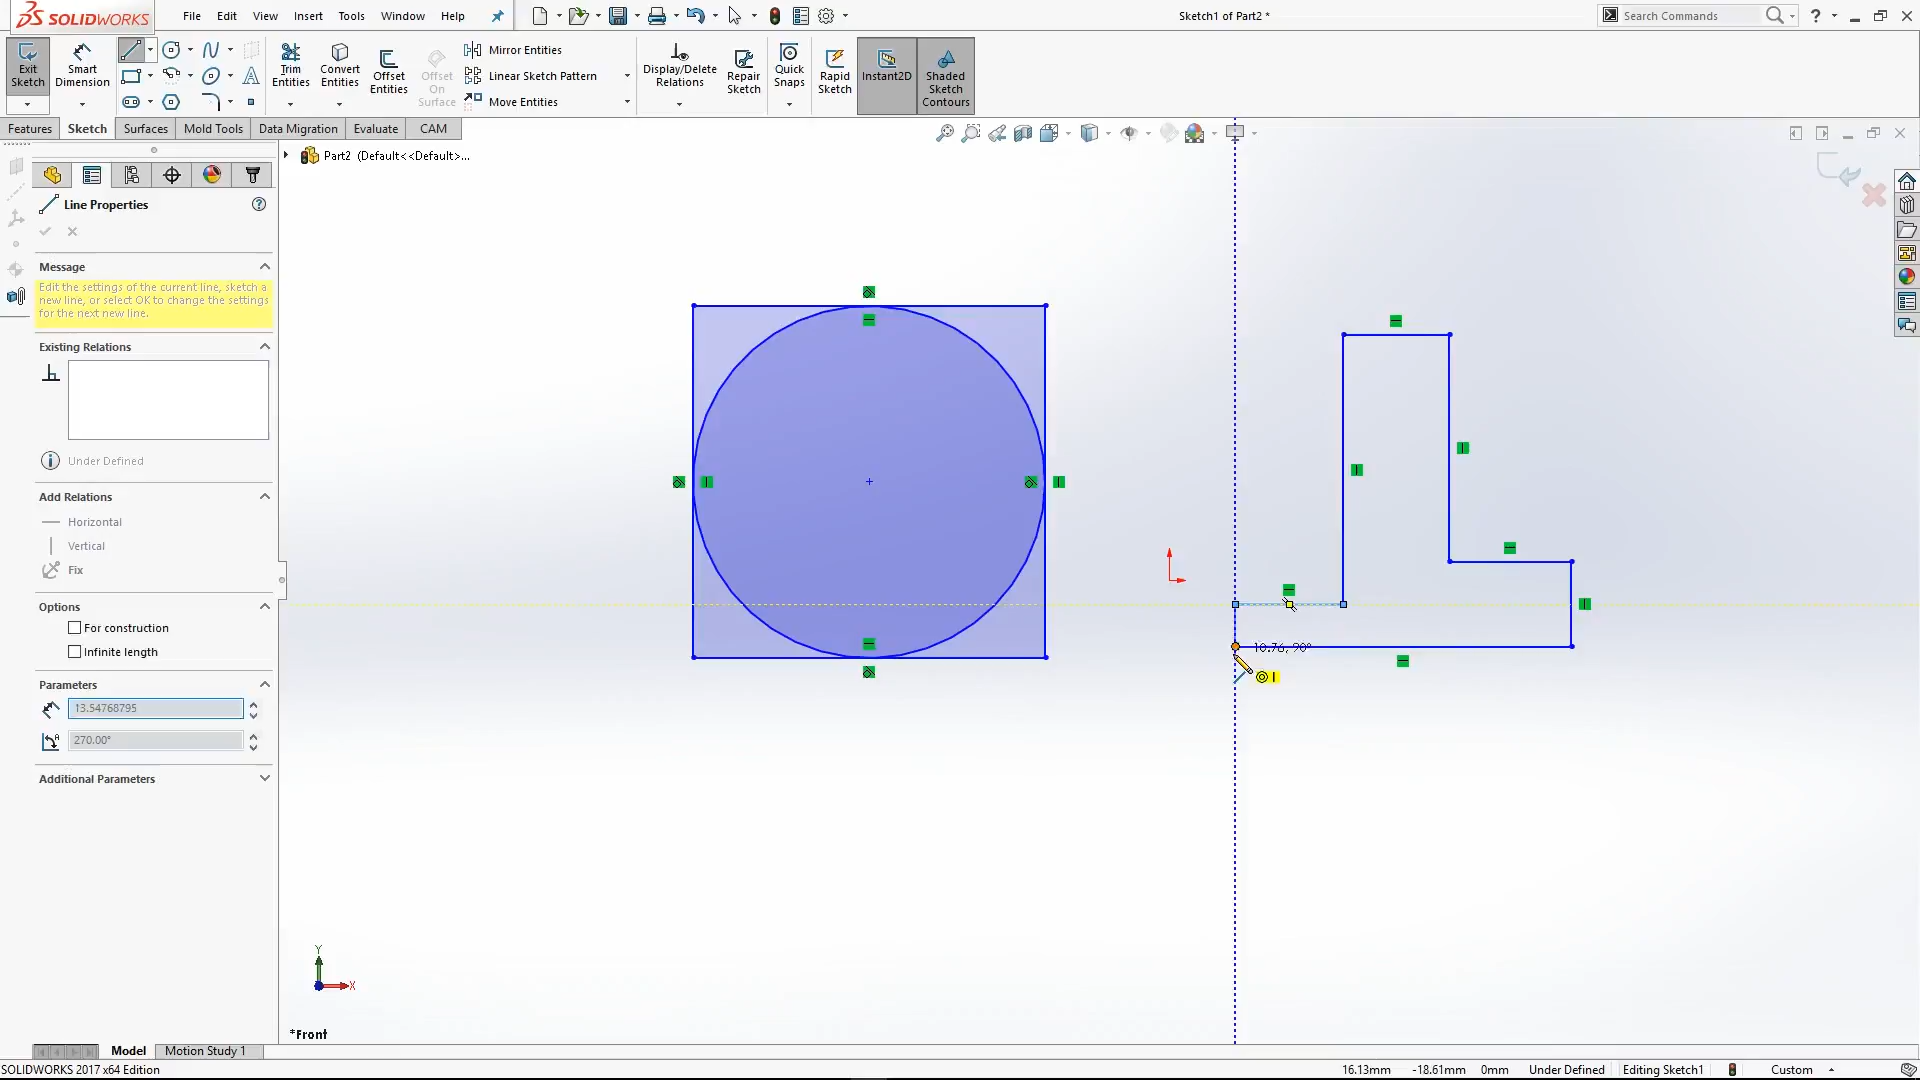 SOLIDWORKS
File Edit View Insert Tools Window Help
Sketch1 of Part2 *
Search Commands
Exit Sketch
Smart Dimension
Trim Entities
Convert Entities
Offset Entities
Offset On Surface
Mirror Entities
Linear Sketch Pattern
Move Entities
Display/Delete Relations
Repair Sketch
Quick Snaps
Rapid Sketch
Instant2D
Shaded Sketch Contours
Features Sketch Surfaces Mold Tools Data Migration Evaluate CAM
Part2 (Default<<Default>...
Line Properties
Message
Edit the settings of the current line, sketch a
new line, or select OK to change the settings
for the next new line.
Existing Relations
Under Defined
Add Relations
Horizontal
Vertical
Fix
Options
For construction
Infinite length
Parameters
13.54768795
270.00°
Additional Parameters
10.76, 90°
Y
X
*Front
Model Motion Study 1
SOLIDWORKS 2017 x64 Edition
16.13mm -18.61mm 0mm Under Defined Editing Sketch1 Custom